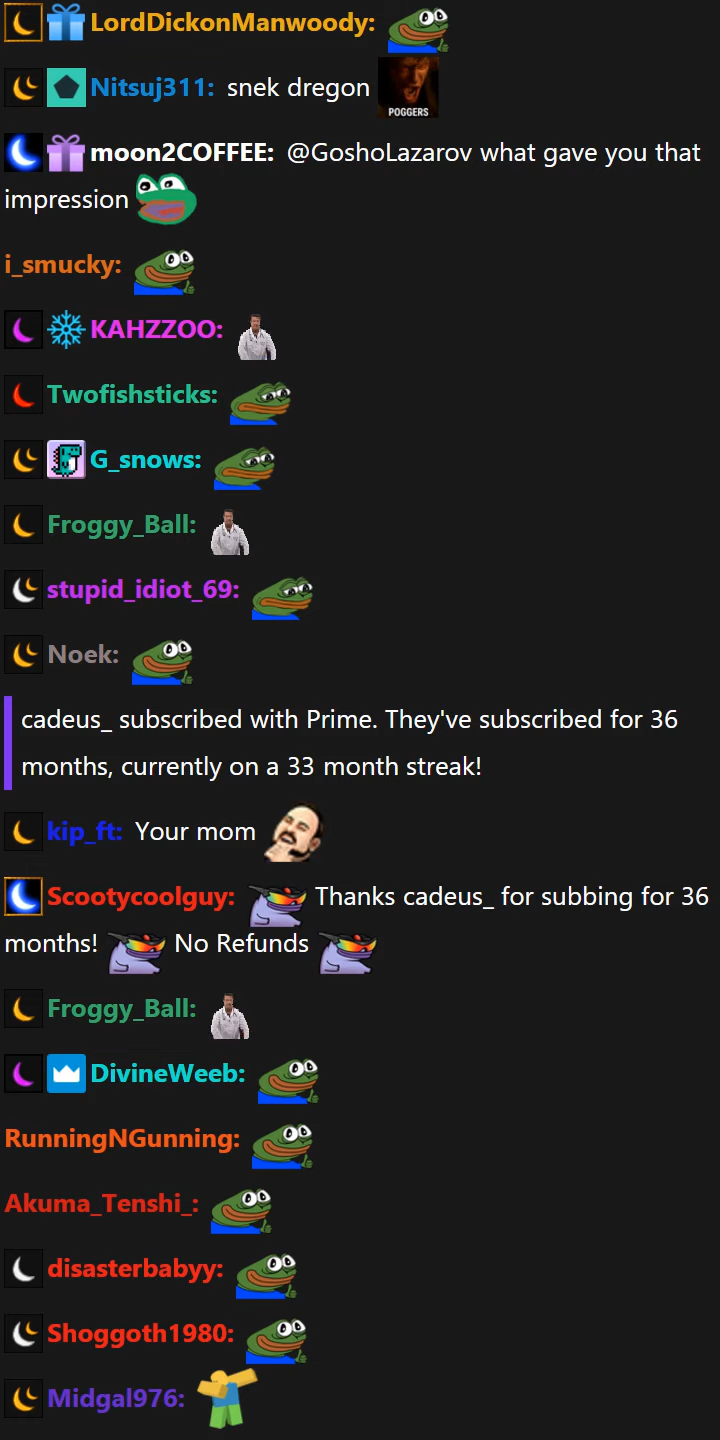 LordDickonManwoody:
Nitsuj311: snek dregon POGGERS
moon2COFFEE: @GoshoLazarov what gave you that
impression
i_smucky:
KAHZZOO:
Twofishsticks:
G_snows:
Froggy_Ball:
stupid_idiot_69:
Noek:
cadeus_ subscribed with Prime. They've subscribed for 36
months, currently on a 33 month streak!
kip_ft: Your mom
Scootycoolguy: Thanks cadeus_ for subbing for 36
months! No Refunds
Froggy_Ball:
DivineWeeb:
RunningNGunning:
Akuma_Tenshi_:
disasterbabyy:
Shoggoth1980:
Midgal976: